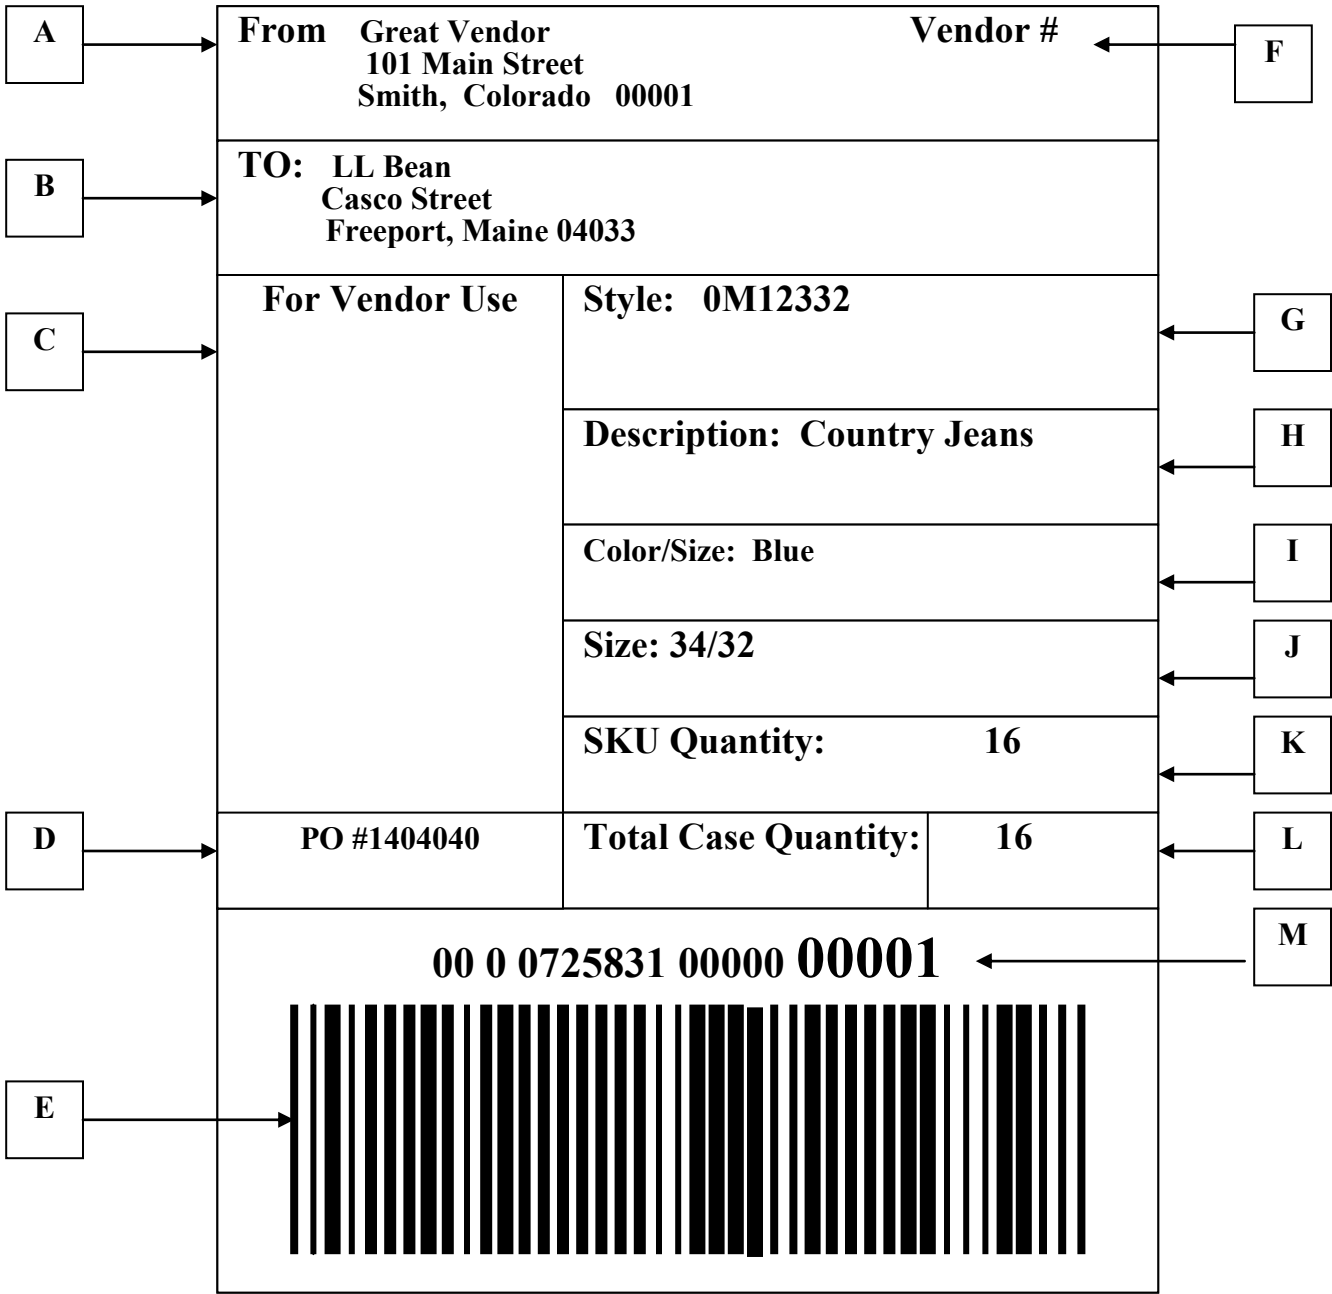 A
From Great Vendor Vendor #
F
101 Main Street
Smith, Colorado 00001
B
TO: LL Bean
Casco Street
Freeport, Maine 04033
C
For Vendor Use
Style: 0M12332
G
Description: Country Jeans
H
Color/Size: Blue
I
Size: 34/32
J
SKU Quantity: 16
K
D
PO #1404040
Total Case Quantity: 16
L
00 0 0725831 00000 00001
M
E